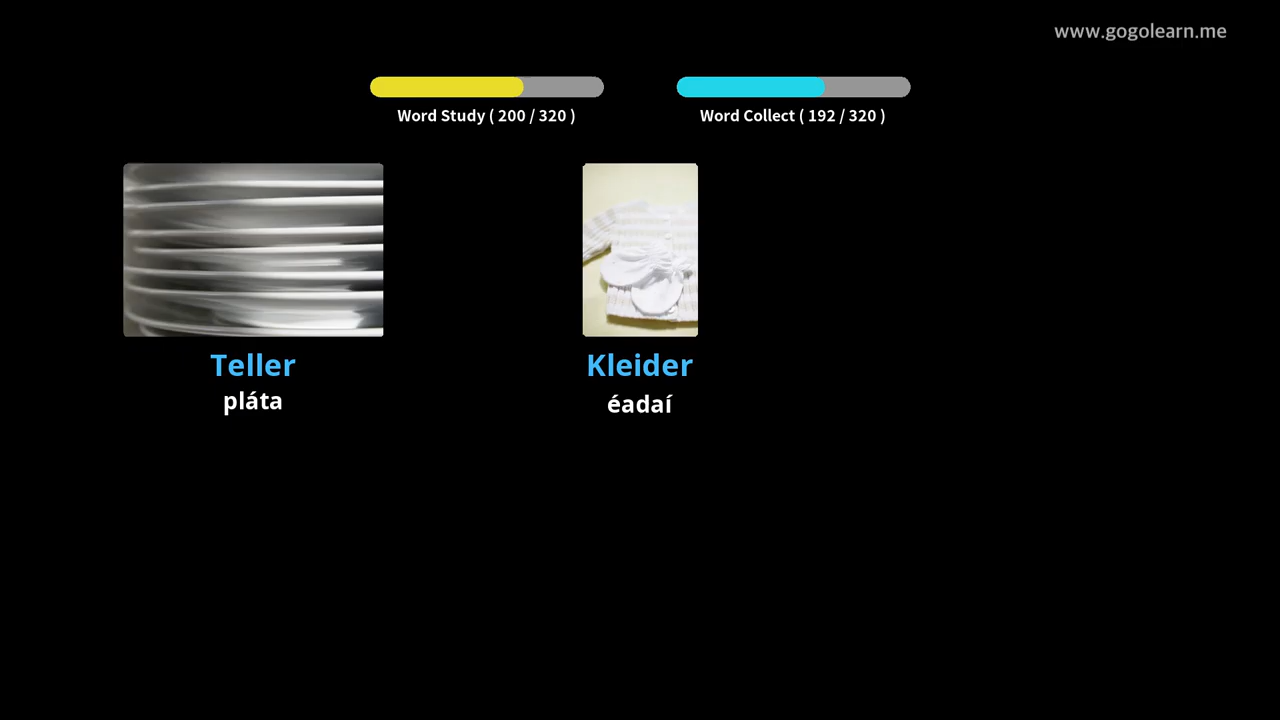 www.gogolearn.me
Word Study ( 200 / 320 )
Word Collect ( 192 / 320 )
Teller
pláta
Kleider
éadaí